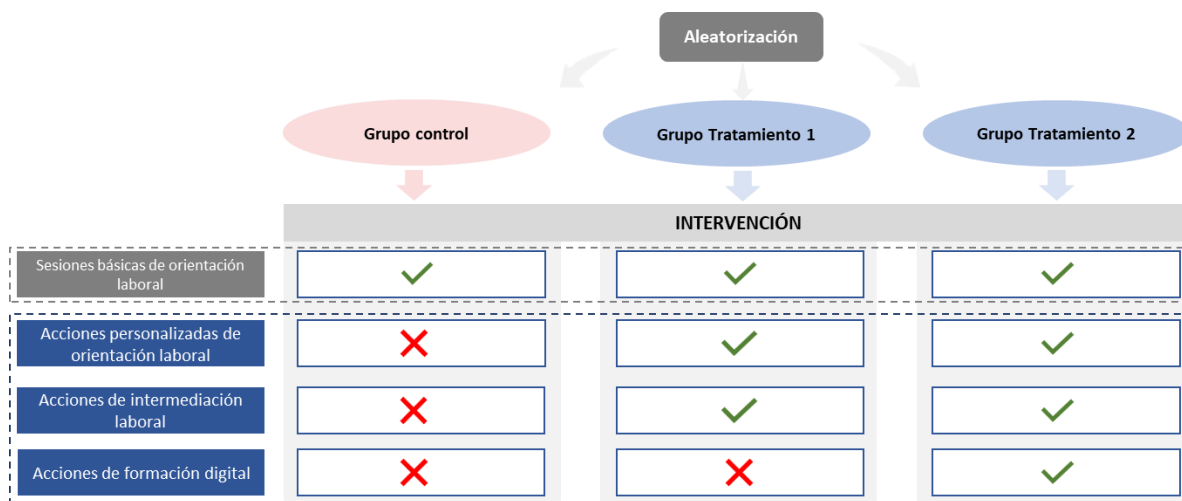 Aleatorización
Grupo control
Grupo Tratamiento 1
Grupo Tratamiento 2
INTERVENCIÓN
Sesiones básicas de orientación
laboral
Acciones personalizadas de
orientación laboral
Acciones de intermediación
laboral
Acciones de formación digital